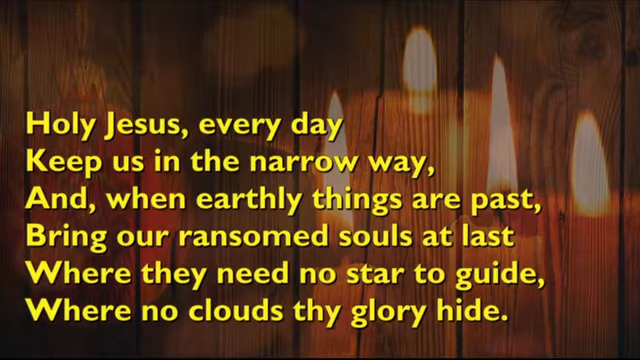 Holy Jesus, every day
Keep us in the narrow way,
And, when earthly things are past,
Bring our ransomed souls at last
Where they need no star to guide,
Where no clouds thy glory hide.